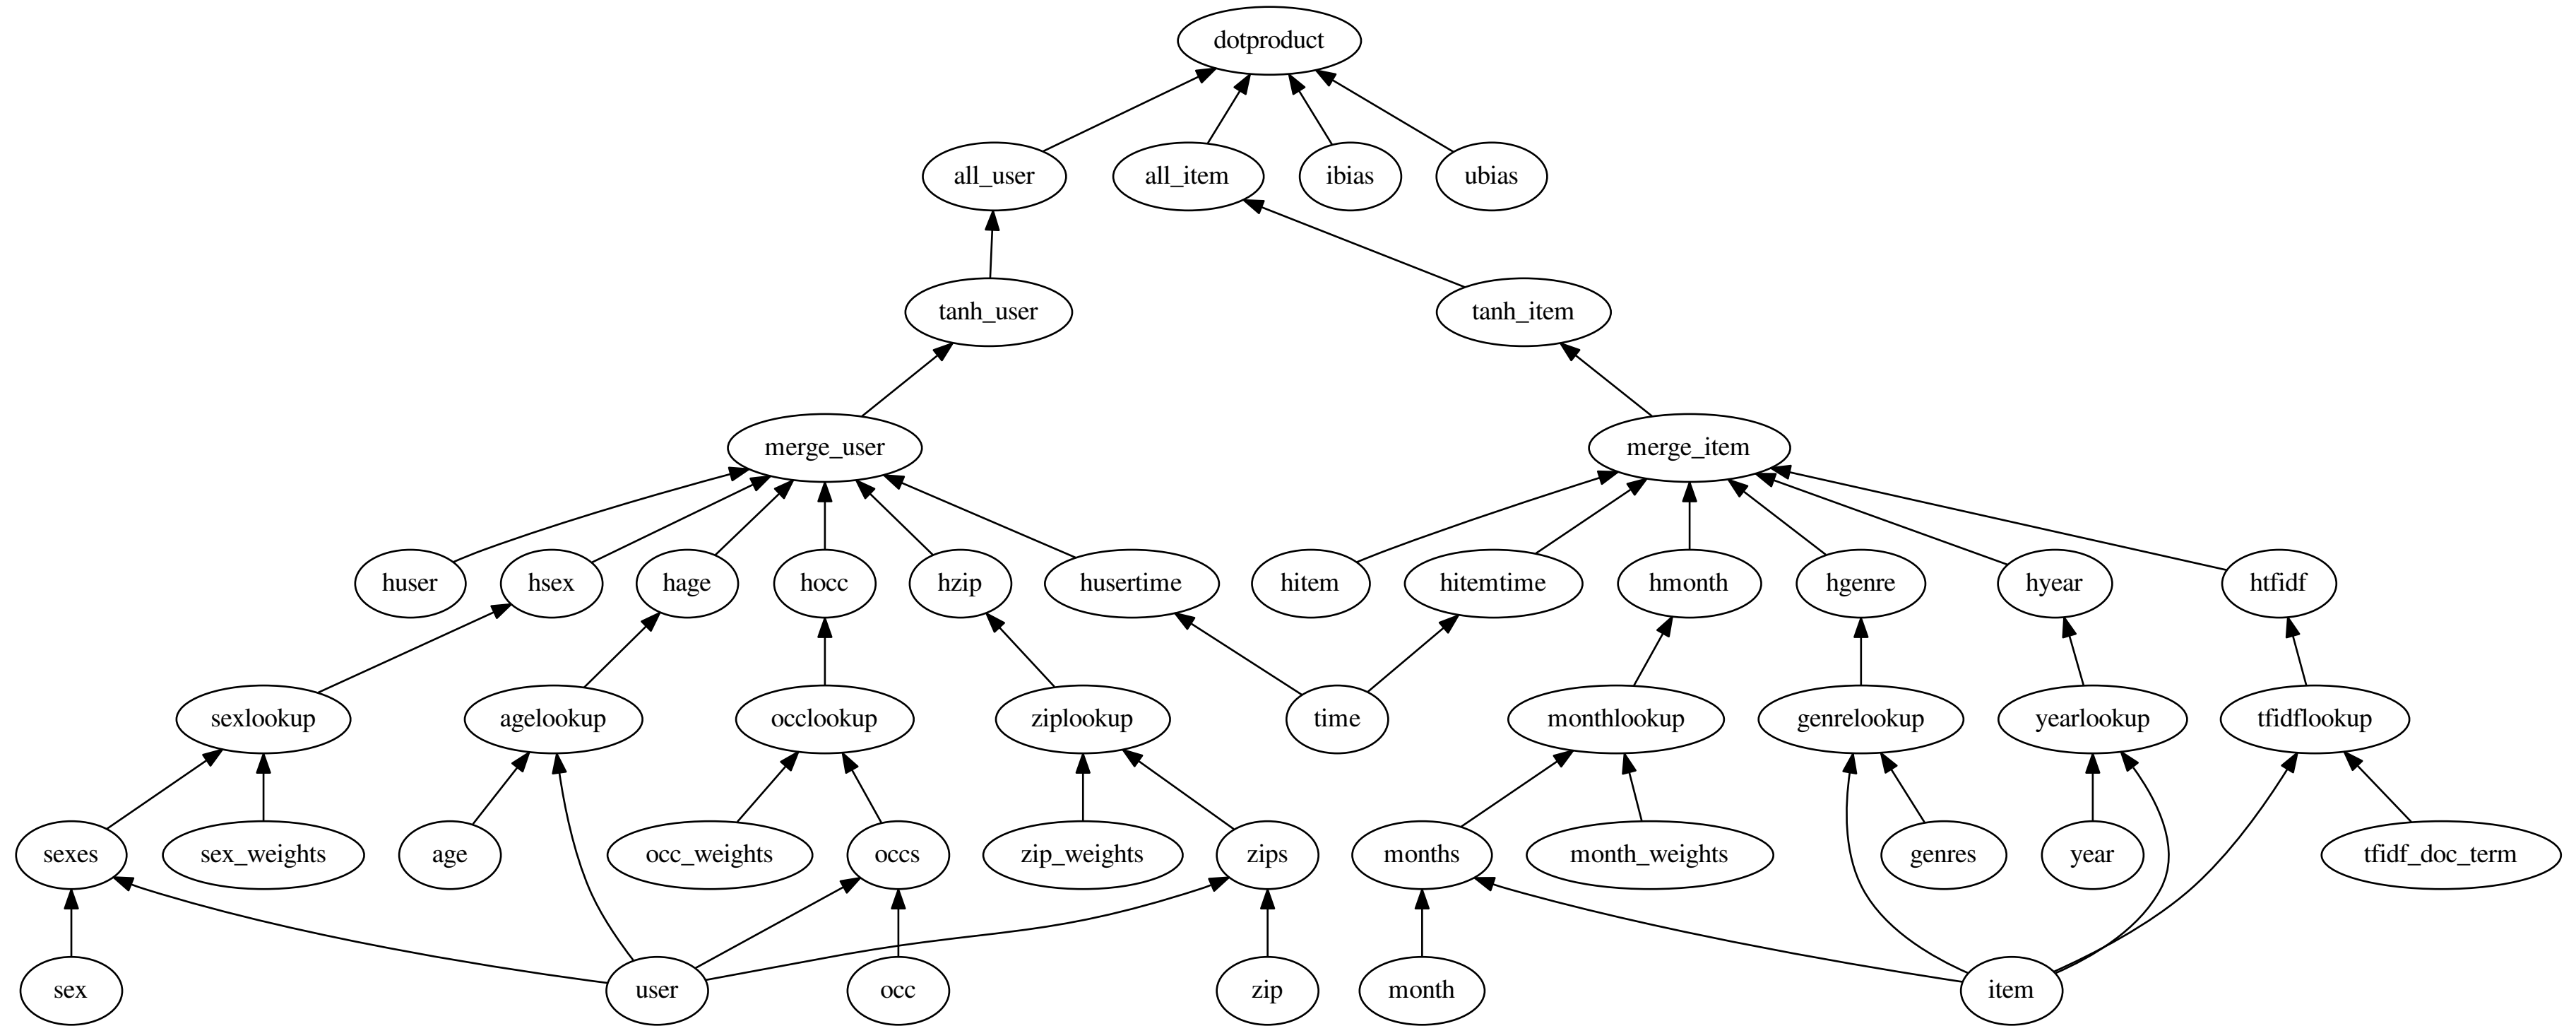 dotproduct
all_user
all_item
ibias
ubias
tanh_user
tanh_item
merge_user
merge_item
huser
hsex
hage
hocc
hzip
husertime
hitem
hitemtime
hmonth
hgenre
hyear
htfidf
sexlookup
agelookup
occlookup
ziplookup
time
monthlookup
genrelookup
yearlookup
tfidflookup
sexes
sex_weights
age
occ_weights
occs
zip_weights
zips
months
month_weights
genres
year
tfidf_doc_term
sex
user
occ
zip
month
item